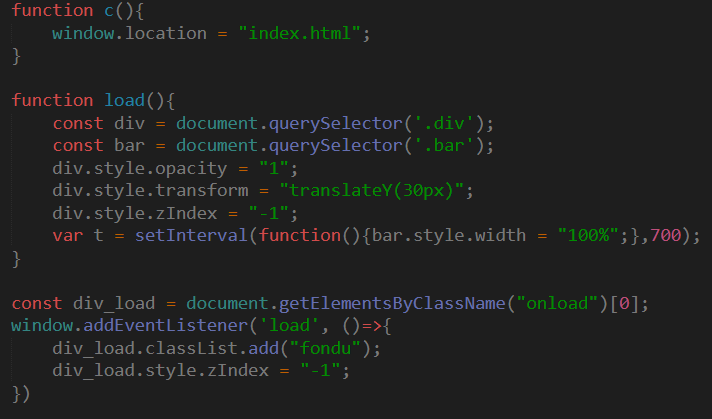 function c(){
window.location = "index.html";
}
function load(){
const div = document.querySelector('.div');
const bar = document.querySelector('.bar');
div.style.opacity = "1";
div.style.transform = "translateY(30px)";
div.style.zIndex = "-1";
var t = setInterval(function(){bar.style.width = "100%";},700);
}
const div_load = document.getElementsByClassName("onload")[0];
window.addEventListener('load', ()=>{
div_load.classList.add("fondu");
div_load.style.zIndex = "-1";
})